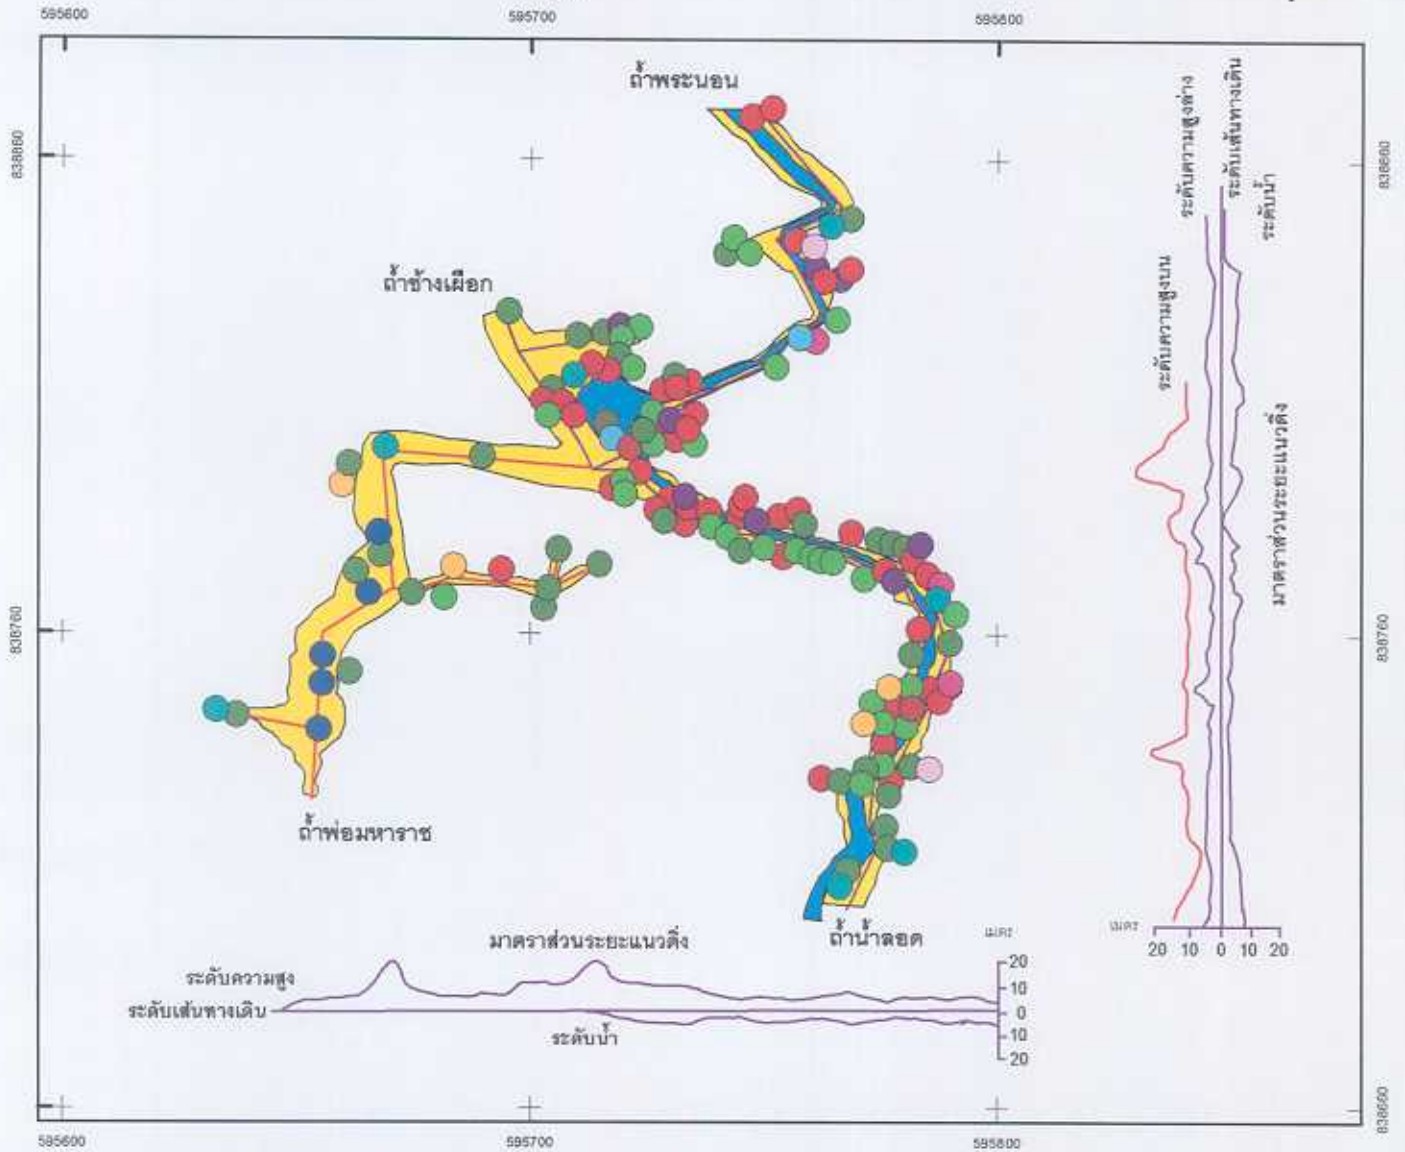 595600 595700 595800
838860 838860
ถ้ำพระนอน
ระดับความสูงล่าง
ระดับเส้นทางเดิน
ระดับน้ำ
ระดับความสูงบน
ถ้ำช้างเผือก
มาตราส่วนระยะแนวดิ่ง
838760 838760
ถ้ำพ่อมหาราช
ถ้ำน้ำลอด
เมตร
20 10 0 10 20
มาตราส่วนระยะแนวดิ่ง
เมตร
ระดับความสูง
ระดับเส้นทางเดิน
ระดับน้ำ
20
10
0
10
20
838660
595600 595700 595800